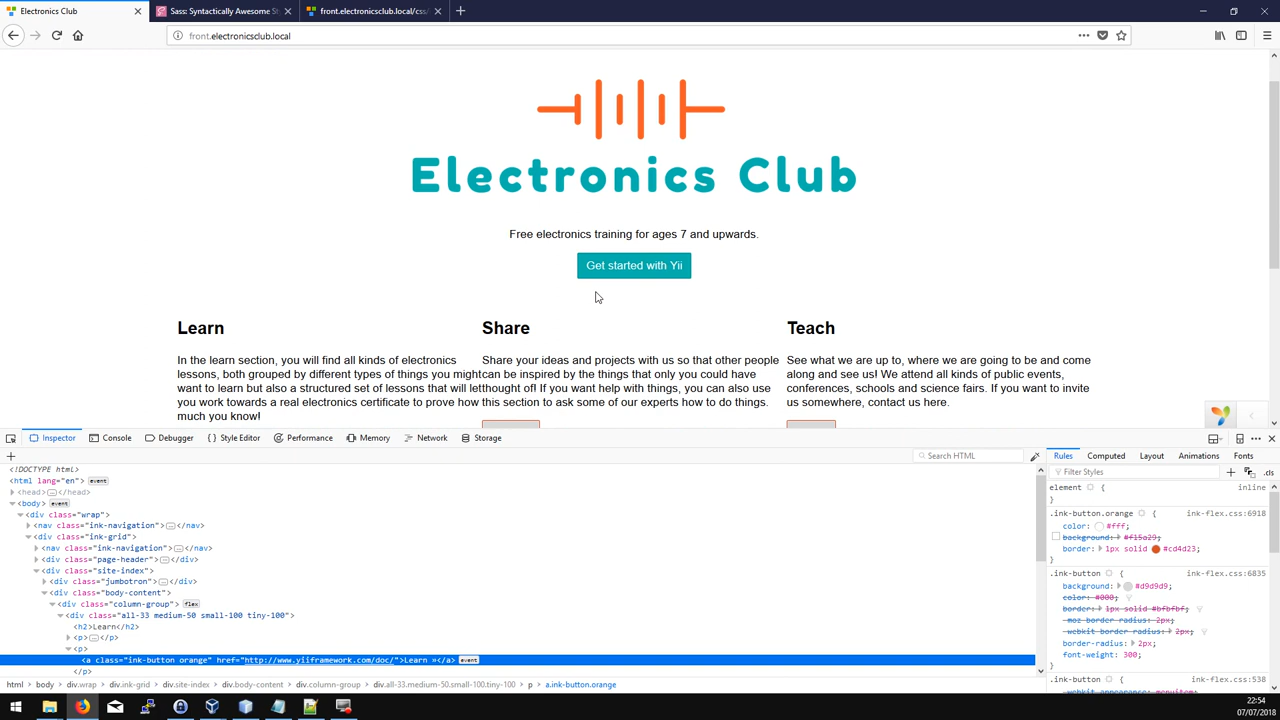 Electronics Club
Sass: Syntactically Awesome St
front.electronicsclub.local/css/
front.electronicsclub.local
Electronics Club
Free electronics training for ages 7 and upwards.
Get started with Yii
Learn
In the learn section, you will find all kinds of electronics
lessons, both grouped by different types of things you might
want to learn but also a structured set of lessons that will let
you work towards a real electronics certificate to prove how
much you know!
Share
Share your ideas and projects with us so that other people
can be inspired by the things that only you could have
thought of! If you want help with things, you can also use
this section to ask some of our experts how to do things.
Teach
See what we are up to, where we are going to be and come
along and see us! We attend all kinds of public events,
conferences, schools and science fairs. If you want to invite
us somewhere, contact us here.
Inspector Console Debugger Style Editor Performance Memory Network Storage
Search HTML
<!DOCTYPE html>
<html lang="en"> event
<head></head>
<body> event
<div class="wrap">
<nav class="ink-navigation"></nav>
<div class="ink-grid">
<nav class="ink-navigation"></nav>
<div class="page-header"></div>
<div class="site-index">
<div class="jumbotron"></div>
<div class="body-content">
<div class="column-group"> flex
<div class="all-33 medium-50 small-100 tiny-100">
<h2>Learn</h2>
<p></p>
<p>
<a class="ink-button orange" href="http://www.yiiframework.com/doc/">Learn »</a> event
</p>
html body div.wrap div.ink-grid div.site-index div.body-content div.column-group div.all-33.medium-50.small-100.tiny-100 p a.ink-button.orange
Rules Computed Layout Animations Fonts
Filter Styles
.cls
element { inline
}
.ink-button.orange { ink-flex.css:6918
color: #fff;
background: #f15a29;
border: 1px solid #cd4d23;
}
.ink-button { ink-flex.css:6835
background: #d9d9d9;
color: #000;
border: 1px solid #bfbfbf;
-moz-border-radius: 2px;
-webkit-border-radius: 2px;
border-radius: 2px;
font-weight: 300;
}
.ink-button { ink-flex.css:538
-webkit-appearance: menuitem;
22:54
07/07/2018